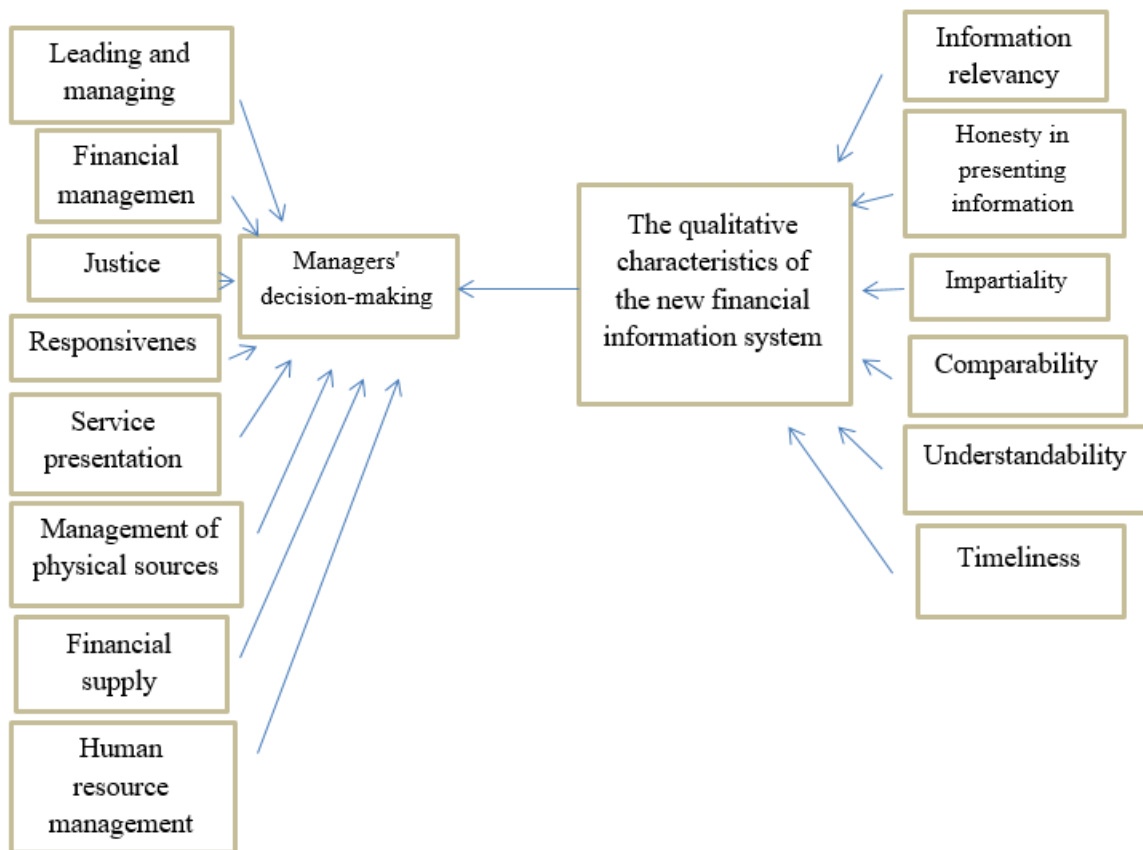 Leading and
managing
Financial
managemen
Justice
Responsivenes
Service
presentation
Management of
physical sources
Financial
supply
Human
resource
management
Managers'
decision-making
The qualitative
characteristics of
the new financial
information system
Information
relevancy
Honesty in
presenting
information
Impartiality
Comparability
Understandability
Timeliness